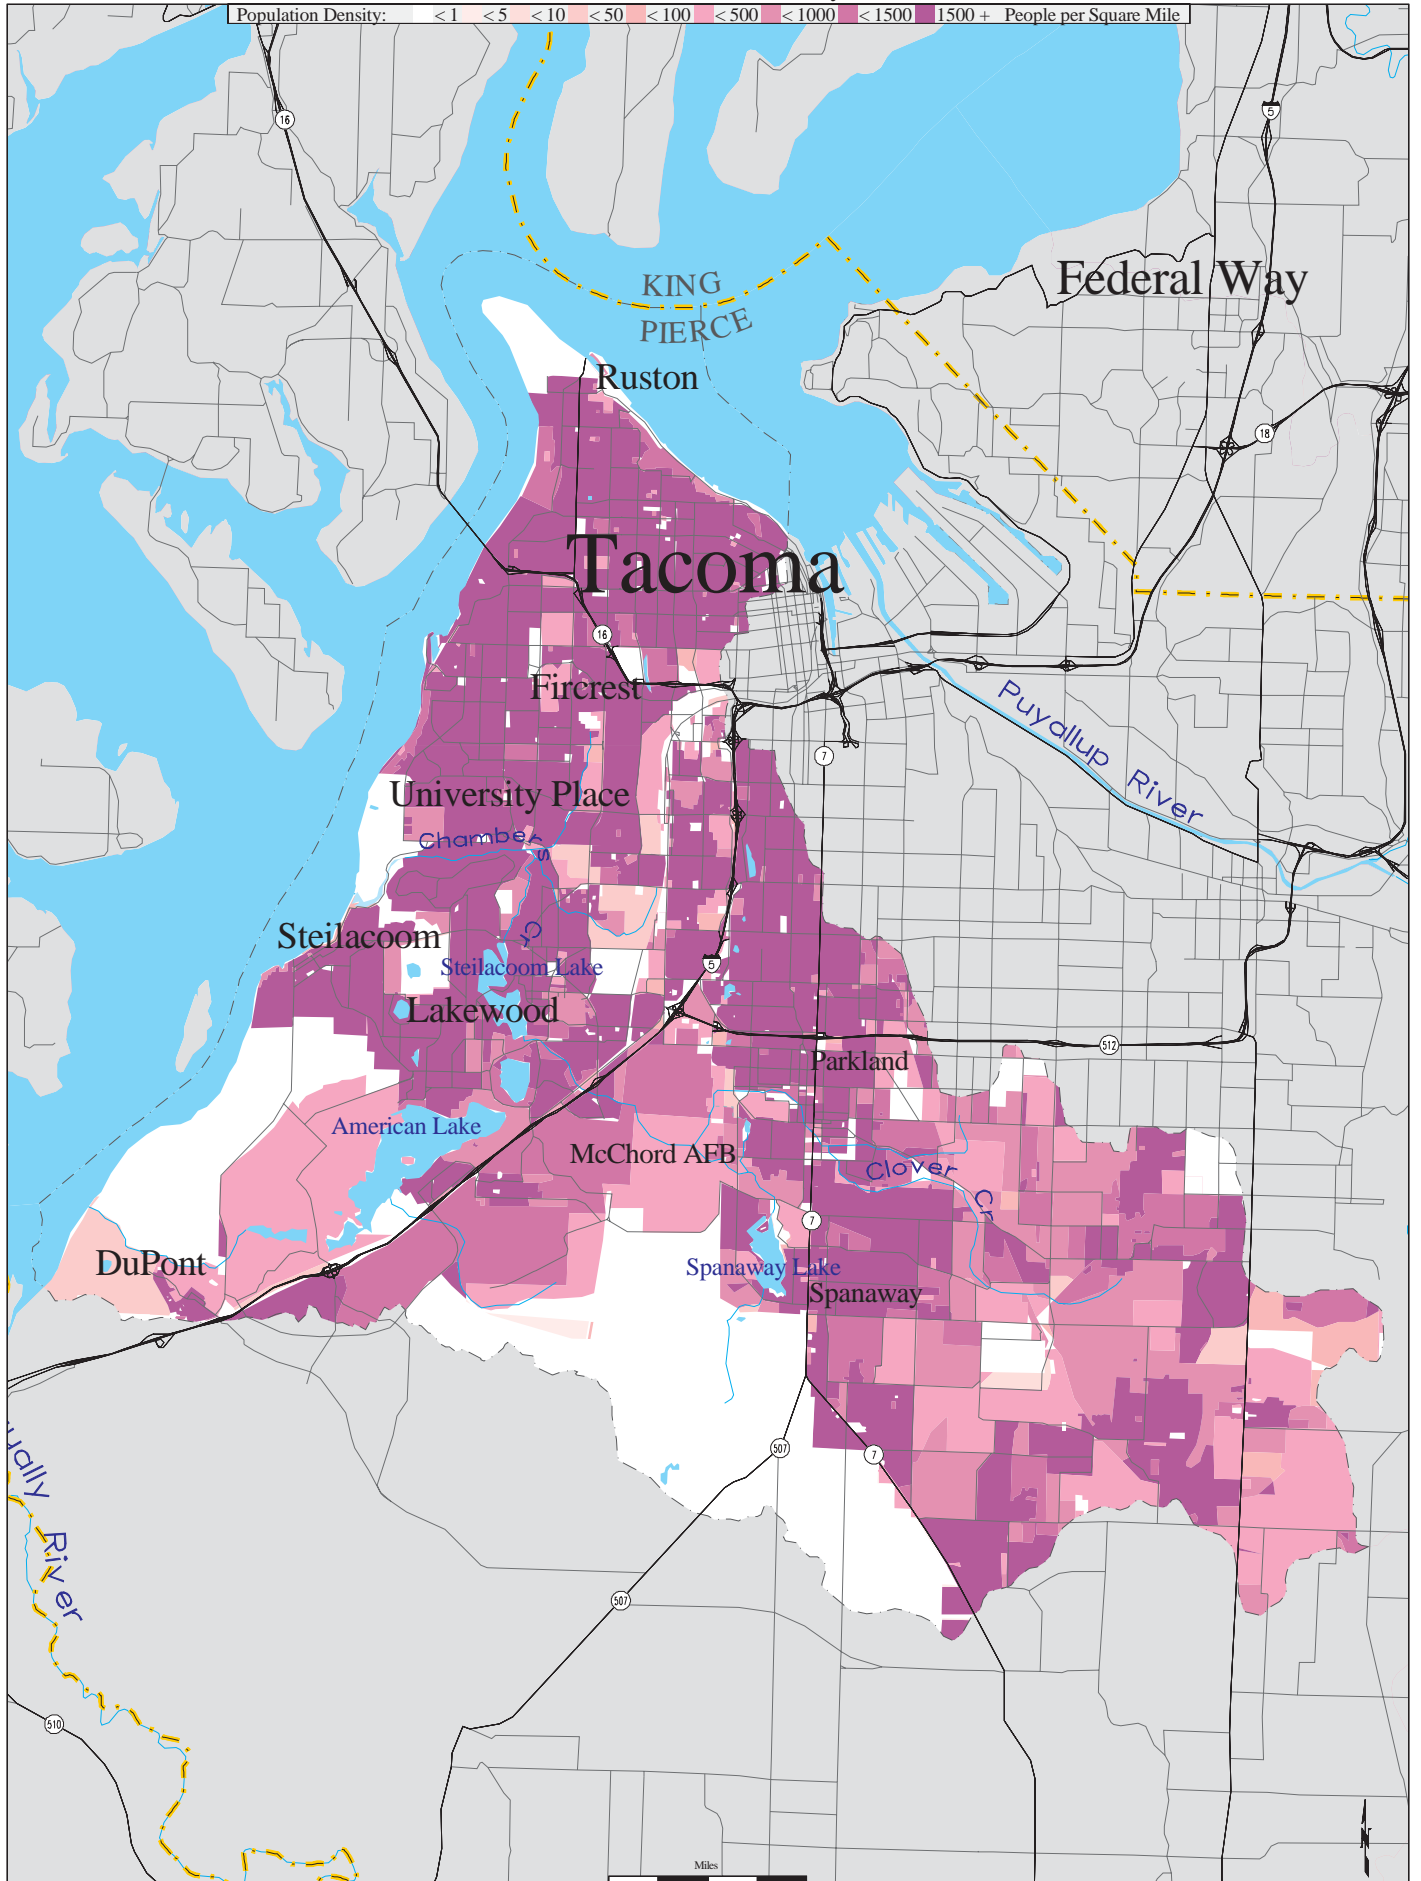 Population Density: < 1 < 5 < 10 < 50 < 100 < 500 < 1000 < 1500 1500 + People per Square Mile
16
5
KING
PIERCE
Federal Way
Ruston
18
Tacoma
16
Fircrest
Puyallup River
7
University Place
Chambers Cr
Steilacoom
Steilacoom Lake
5
Lakewood
512
Parkland
American Lake
McChord AFB
Clover Cr
7
DuPont
Spanaway Lake
Spanaway
507
7
ually River
507
510
N
Miles